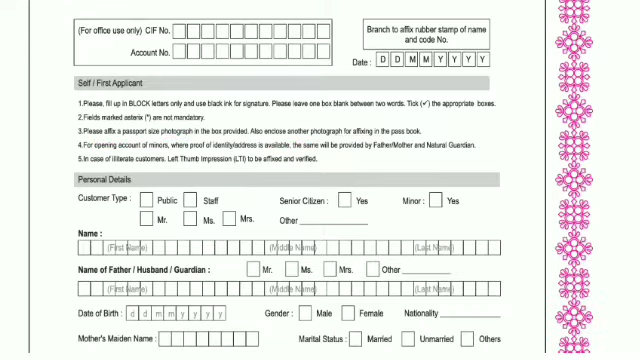 (For office use only) CIF No.
Account No.
Branch to affix rubber stamp of name
and code No.
Date : D D M M Y Y Y Y
Self / First Applicant
1.Please, fill up in BLOCK letters only and use black ink for signature. Please leave one box blank between two words. Tick (✓) the appropriate boxes.
2.Fields marked asterix (*) are not mandatory.
3.Please affix a passport size photograph in the box provided. Also enclose another photograph for affixing in the pass book.
4.For opening account of minors, where proof of identity/address is available, the same will be provided by Father/Mother and Natural Guardian.
5.In case of illiterate customers. Left Thumb Impression (LTI) to be affixed and verified.
Personal Details
Customer Type : Public Staff Senior Citizen : Yes Minor : Yes
Mr. Ms. Mrs. Other
Name :
(First Name) (Middle Name) (Last Name)
Name of Father / Husband / Guardian : Mr. Ms. Mrs. Other
(First Name) (Middle Name) (Last Name)
Date of Birth : d d m m y y y y Gender : Male Female Nationality
Mother's Maiden Name : Marital Status : Married Unmarried Others